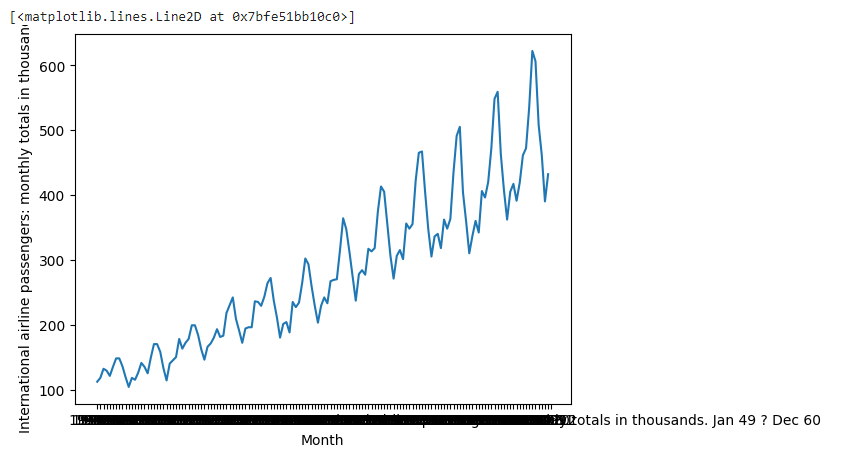 [<matplotlib.lines.Line2D at 0x7bfe51bb10c0>]
International airline passengers: monthly totals in thousan
600
500
400
300
200
100
totals in thousands. Jan 49 ? Dec 60
Month